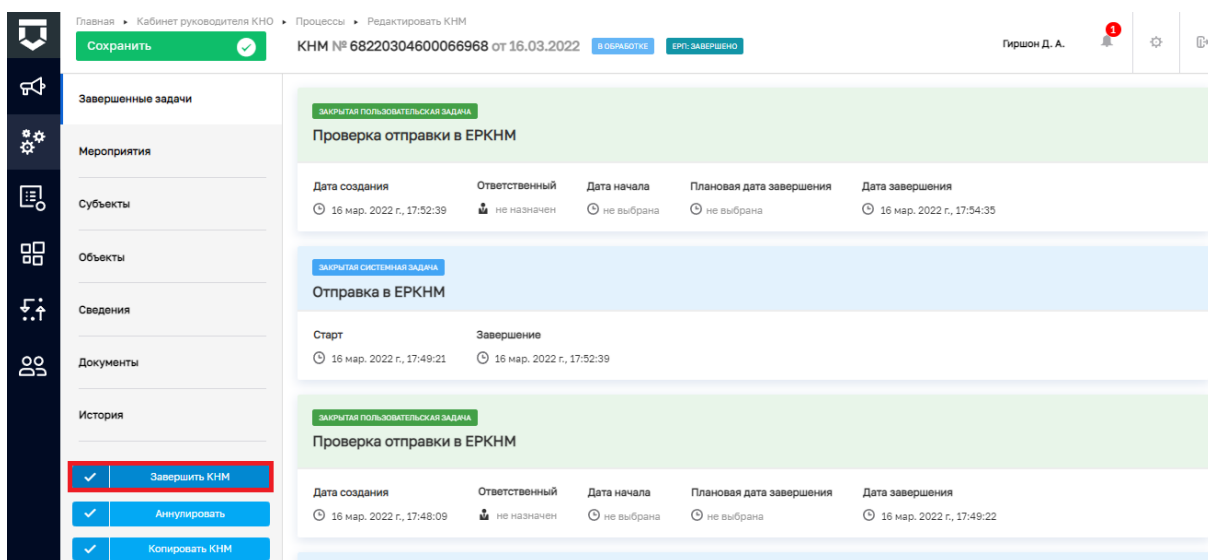 Главная ▸ Кабинет руководителя КНО ▸ Процессы ▸ Редактировать КНМ
Сохранить
КНМ № 68220304600066968 от 16.03.2022 В ОБРАБОТКЕ ЕРП: ЗАВЕРШЕНО
Гиршон Д. А.
1
Завершенные задачи
Мероприятия
Субъекты
Объекты
Сведения
Документы
История
Завершить КНМ
Аннулировать
Копировать КНМ
ЗАКРЫТАЯ ПОЛЬЗОВАТЕЛЬСКАЯ ЗАДАЧА
Проверка отправки в ЕРКНМ
Дата создания Ответственный Дата начала Плановая дата завершения Дата завершения
16 мар. 2022 г., 17:52:39 не назначен не выбрана не выбрана 16 мар. 2022 г., 17:54:35
ЗАКРЫТАЯ СИСТЕМНАЯ ЗАДАЧА
Отправка в ЕРКНМ
Старт Завершение
16 мар. 2022 г., 17:49:21 16 мар. 2022 г., 17:52:39
ЗАКРЫТАЯ ПОЛЬЗОВАТЕЛЬСКАЯ ЗАДАЧА
Проверка отправки в ЕРКНМ
Дата создания Ответственный Дата начала Плановая дата завершения Дата завершения
16 мар. 2022 г., 17:48:09 не назначен не выбрана не выбрана 16 мар. 2022 г., 17:49:22